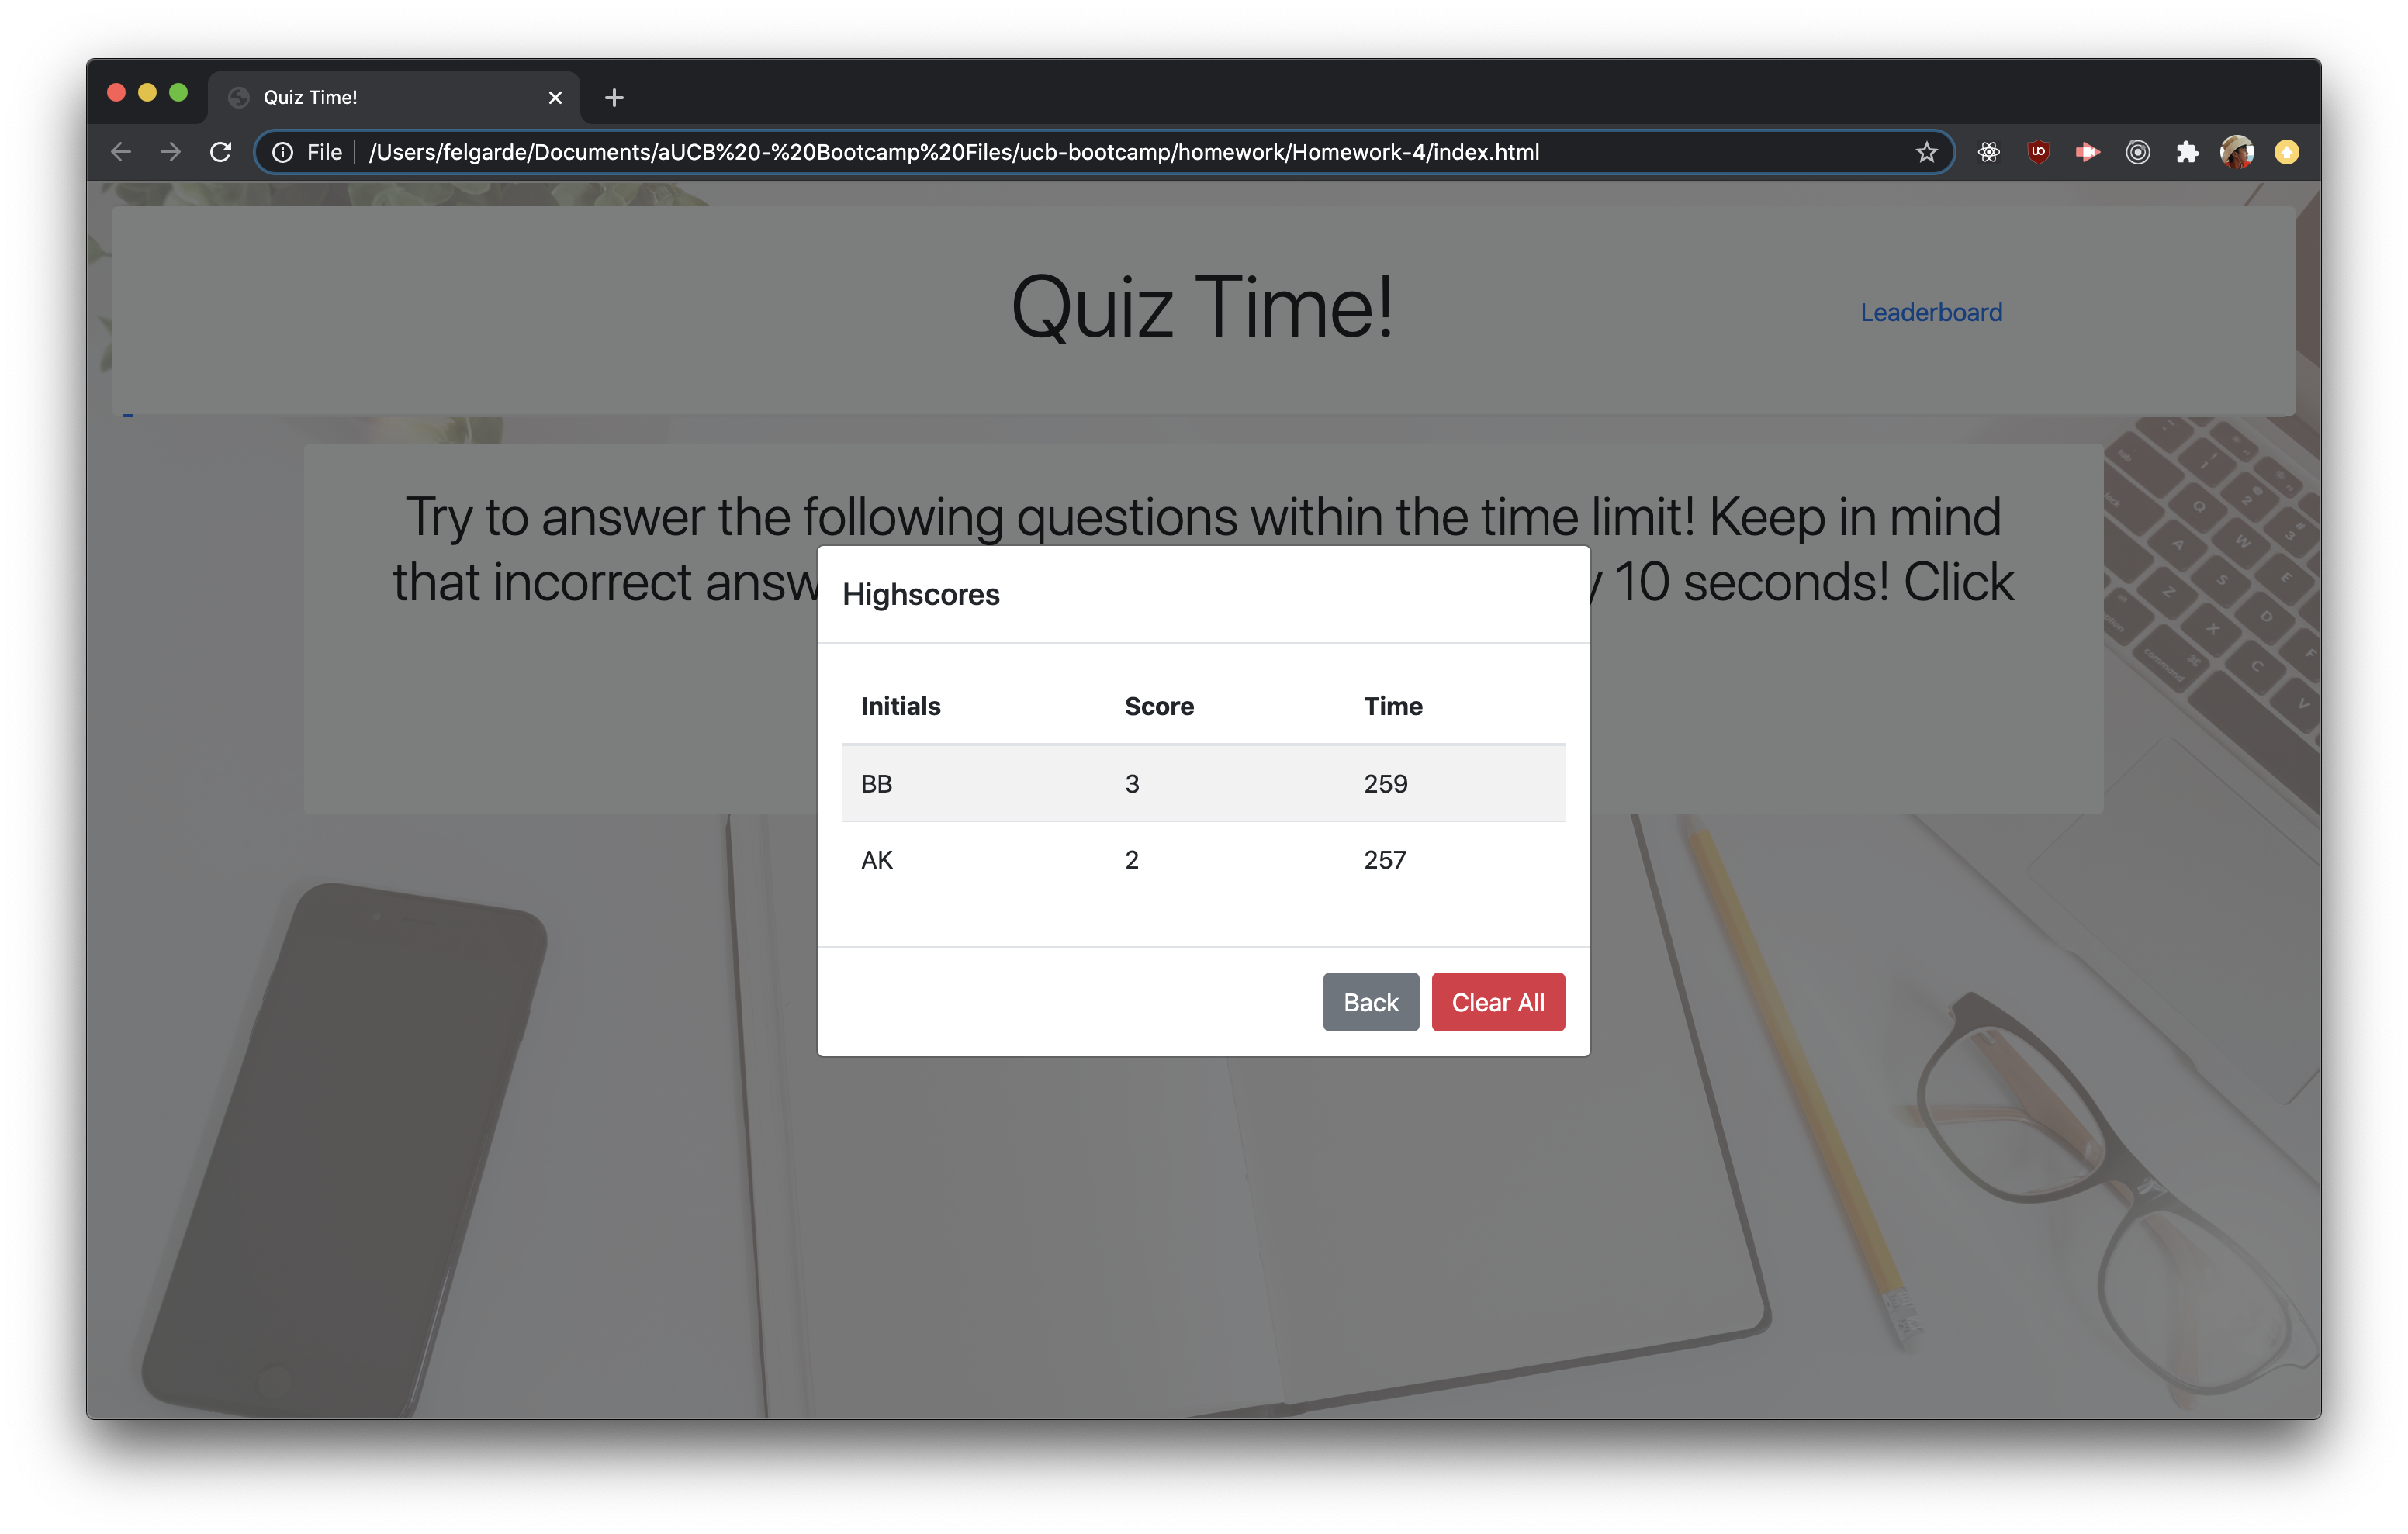 Quiz Time!
File /Users/felgarde/Documents/aUCB%20-%20Bootcamp%20Files/ucb-bootcamp/homework/Homework-4/index.html
Quiz Time!
Leaderboard
Try to answer the following questions within the time limit! Keep in mind
that incorrect 10 seconds! Click
Highscores
Initials Score Time
BB 3 259
AK 2 257
Back Clear All